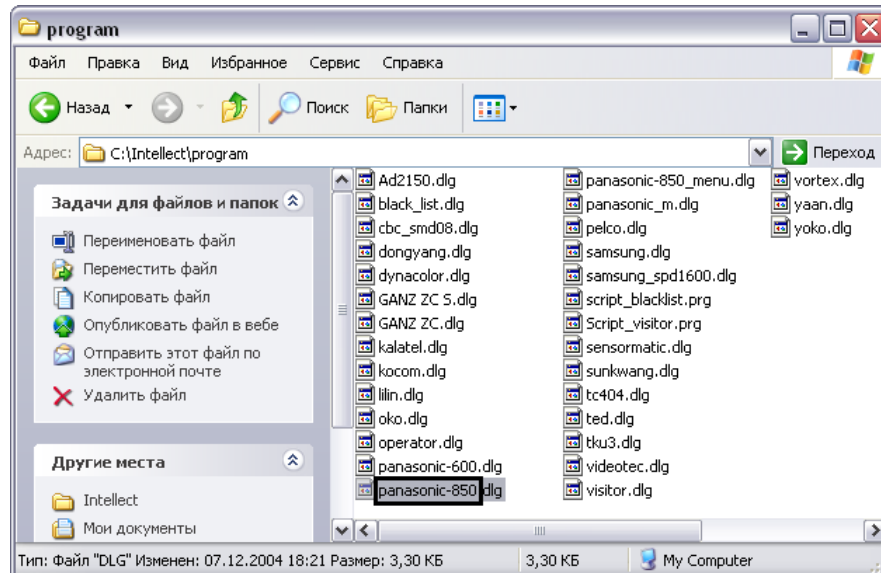 program
Файл Правка Вид Избранное Сервис Справка
Назад Поиск Папки
Адрес: C:\Intellect\program Переход
Задачи для файлов и папок
Переименовать файл
Переместить файл
Копировать файл
Опубликовать файл в вебе
Отправить этот файл по
электронной почте
Удалить файл
Другие места
Intellect
Мои документы
Ad2150.dlg
black_list.dlg
cbc_smd08.dlg
dongyang.dlg
dynacolor.dlg
GANZ ZC S.dlg
GANZ ZC.dlg
kalatel.dlg
kocom.dlg
lilin.dlg
oko.dlg
operator.dlg
panasonic-600.dlg
panasonic-850.dlg
panasonic-850_menu.dlg
panasonic_m.dlg
pelco.dlg
samsung.dlg
samsung_spd1600.dlg
script_blacklist.prg
Script_visitor.prg
sensormatic.dlg
sunkwang.dlg
tc404.dlg
ted.dlg
tku3.dlg
videotec.dlg
visitor.dlg
vortex.dlg
yaan.dlg
yoko.dlg
Тип: Файл "DLG" Изменен: 07.12.2004 18:21 Размер: 3,30 КБ 3,30 КБ My Computer